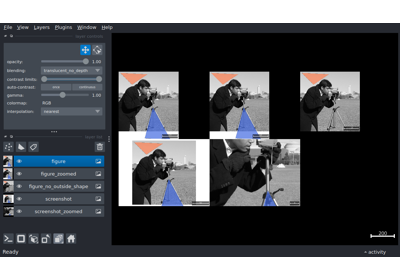 File View Layers Plugins Window Help
opacity: 1.00
blending: translucent_no_depth
contrast limits:
auto-contrast: once continuous
gamma: 1.00
colormap: RGB
interpolation: nearest
figure
figure_zoomed
figure_no_outside_shape
screenshot
screenshot_zoomed
200
Ready
activity